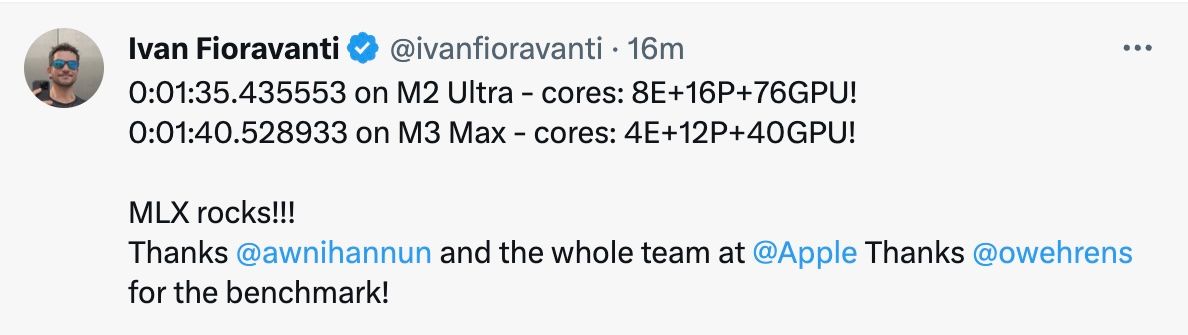 Ivan Fioravanti @ivanfioravanti · 16m
0:01:35.435553 on M2 Ultra - cores: 8E+16P+76GPU!
0:01:40.528933 on M3 Max - cores: 4E+12P+40GPU!
MLX rocks!!!
Thanks @awnihannun and the whole team at @Apple Thanks @owehrens
for the benchmark!